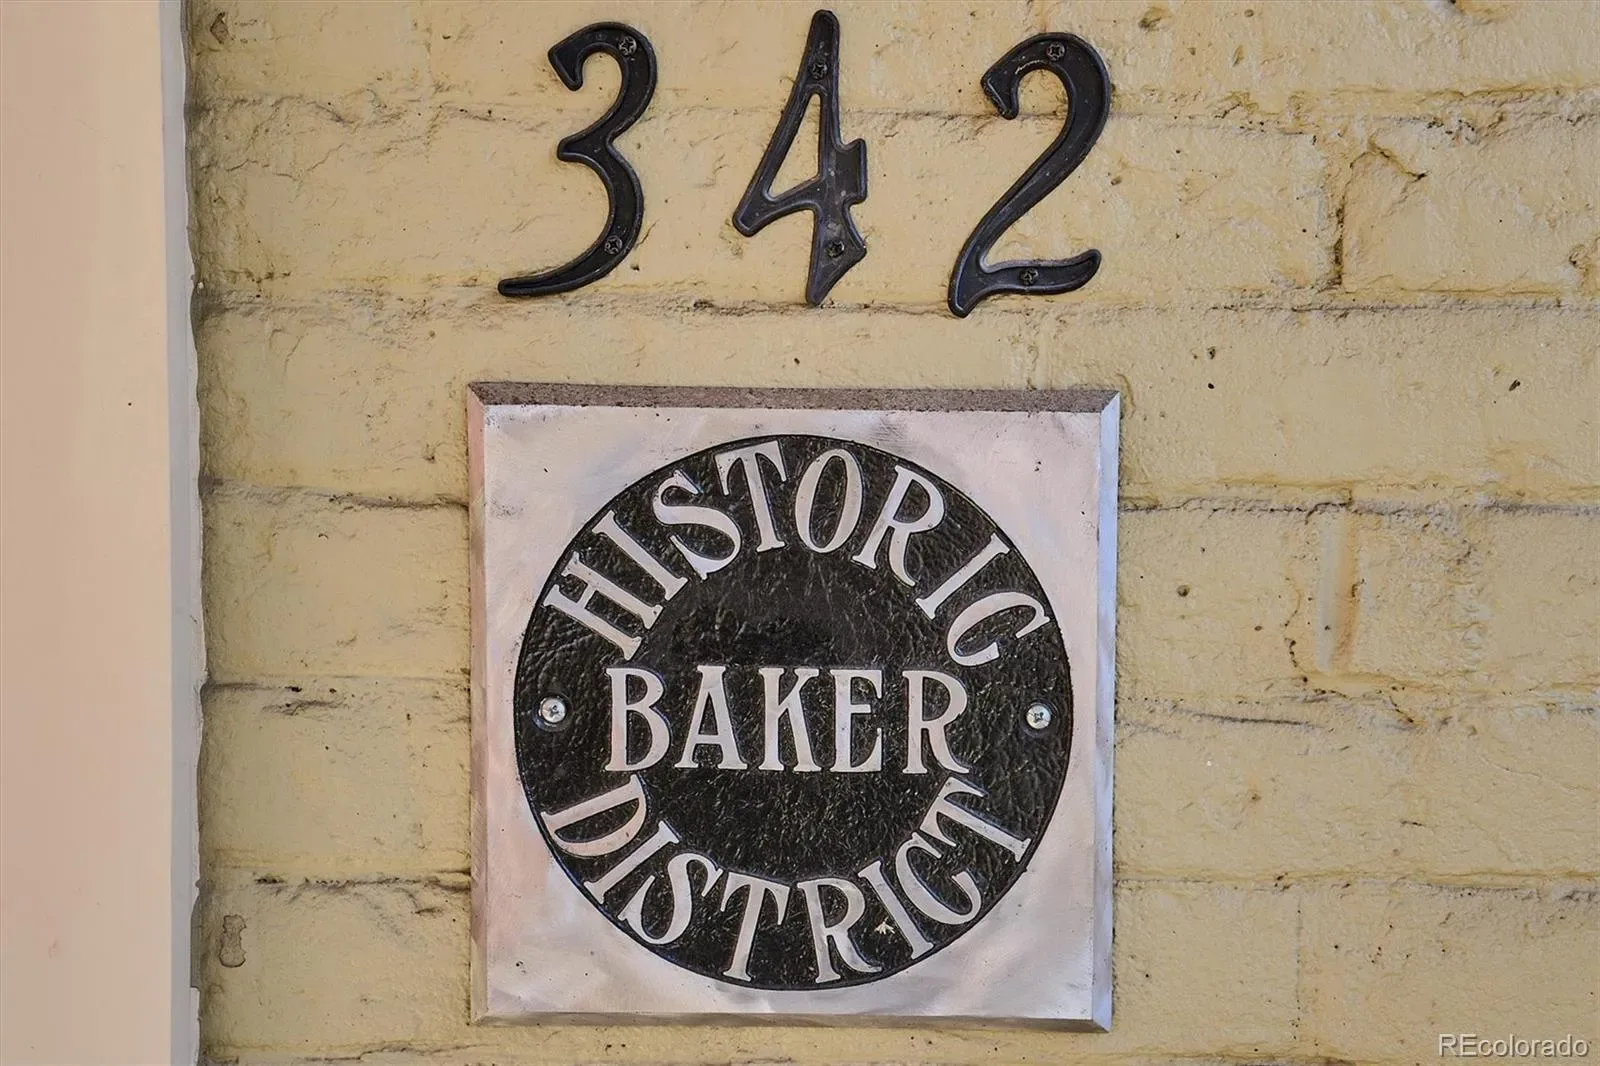 342
HISTORIC
BAKER
DISTRICT
REcolorado